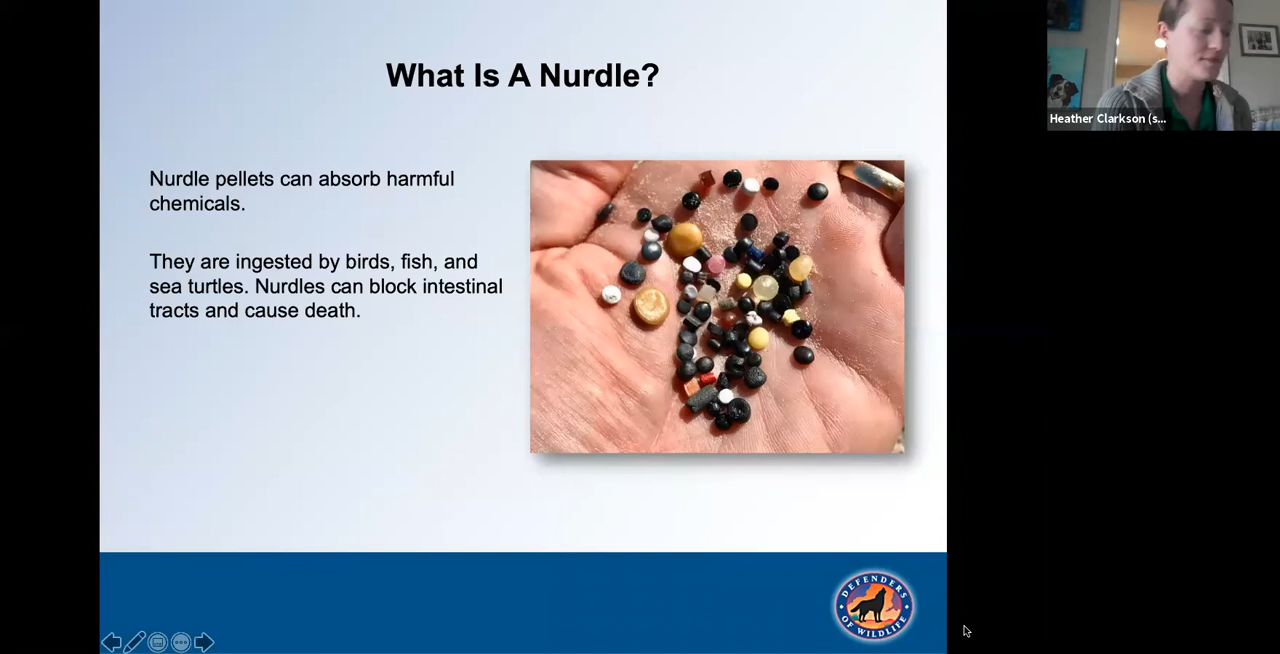 What Is A Nurdle?
Nurdle pellets can absorb harmful
chemicals.
They are ingested by birds, fish, and
sea turtles. Nurdles can block intestinal
tracts and cause death.
Heather Clarkson (s...
DEFENDERS
OF WILDLIFE